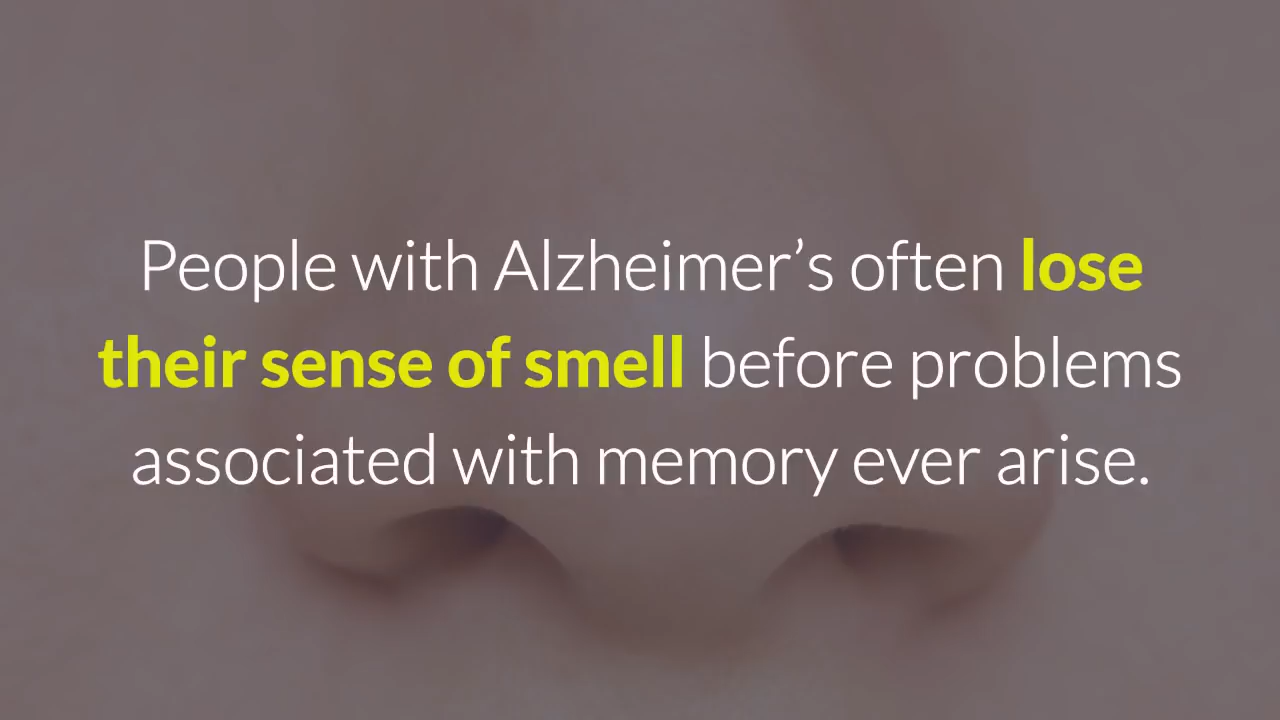 People with Alzheimer’s often lose
their sense of smell before problems
associated with memory ever arise.